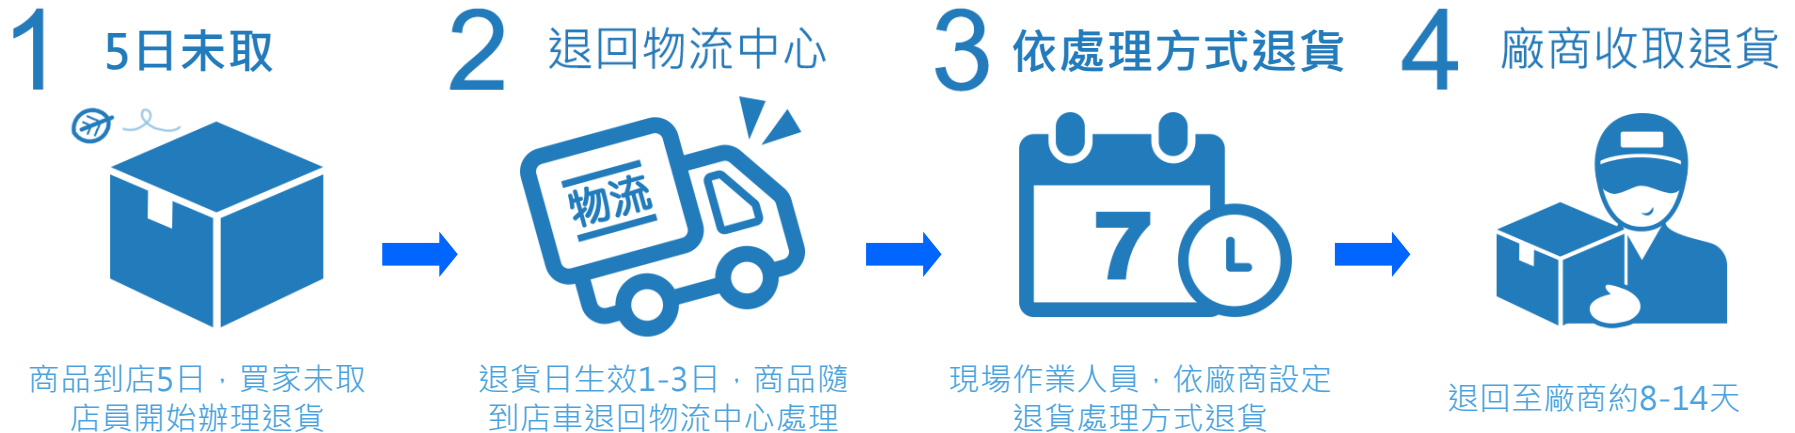 1
5日未取
商品到店5日，買家未取
店員開始辦理退貨
2
退回物流中心
物流
退貨日生效1-3日，商品隨
到店車退回物流中心處理
3
依處理方式退貨
7
現場作業人員，依廠商設定
退貨處理方式退貨
4
廠商收取退貨
退回至廠商約8-14天